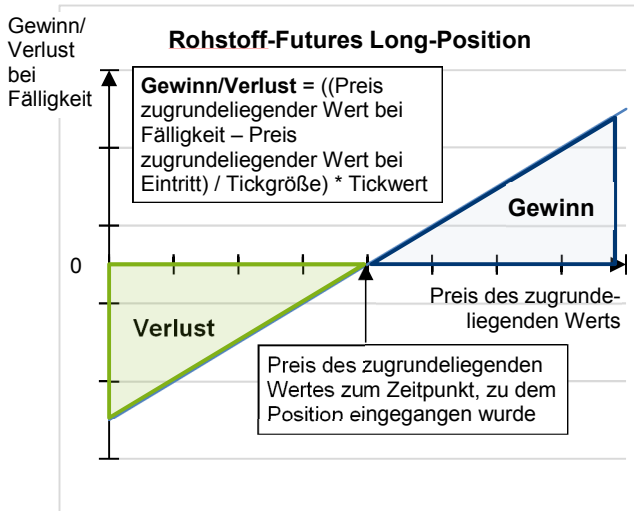 Gewinn/
Verlust
bei
Fälligkeit
Rohstoff-Futures Long-Position
Gewinn/Verlust = ((Preis
zugrundeliegender Wert bei
Fälligkeit – Preis
zugrundeliegender Wert bei
Eintritt) / Tickgröße) * Tickwert
Gewinn
0
Preis des zugrunde-
liegenden Werts
Verlust
Preis des zugrundeliegenden
Wertes zum Zeitpunkt, zu dem
Position eingegangen wurde